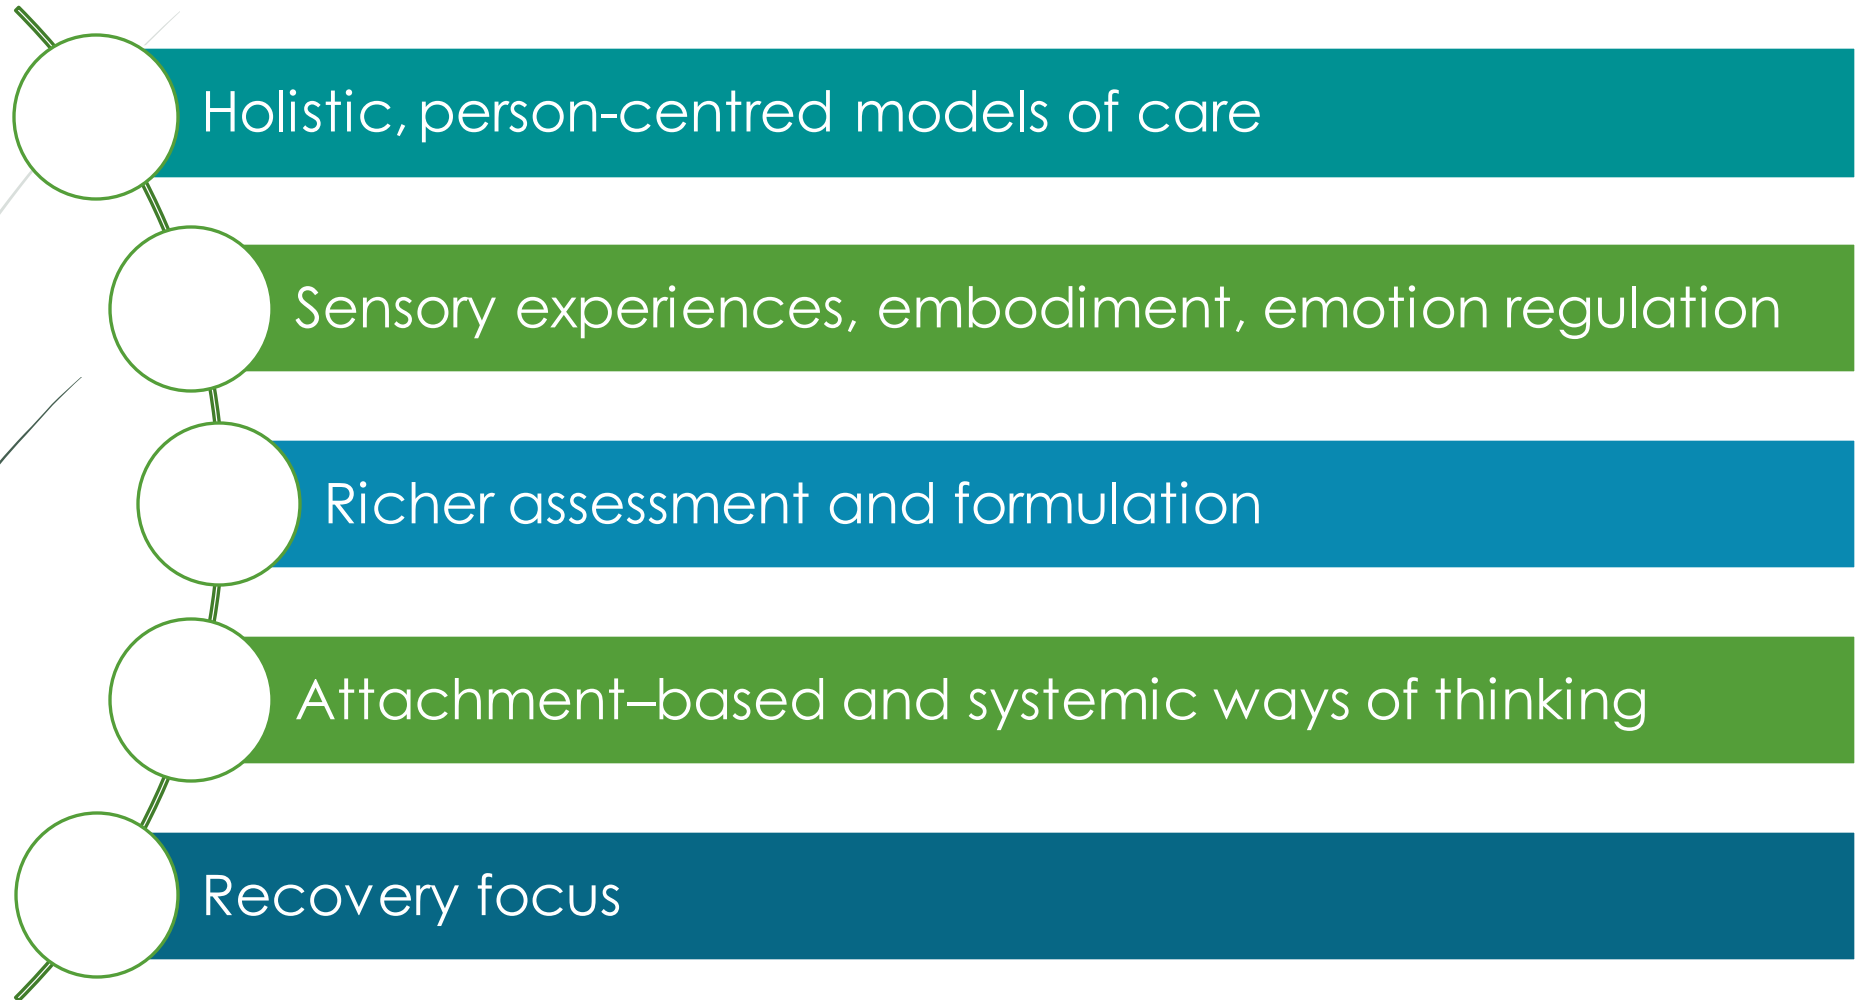 Holistic, person-centred models of care
Sensory experiences, embodiment, emotion regulation
Richer assessment and formulation
Attachment–based and systemic ways of thinking
Recovery focus